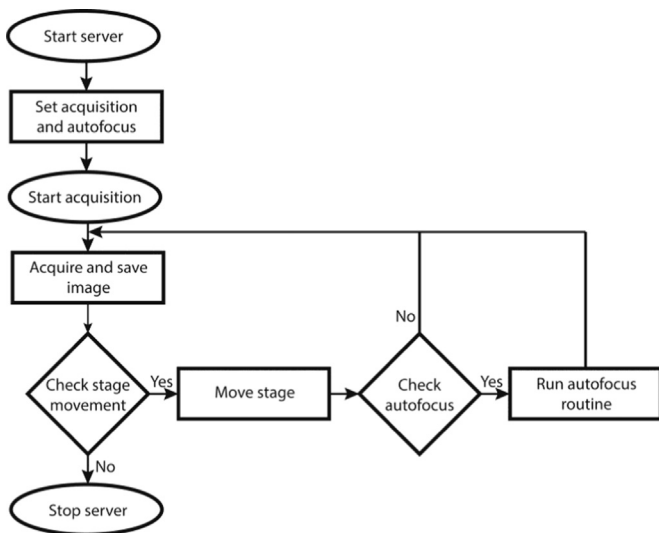 Start server
Set acquisition
and autofocus
Start acquisition
Acquire and save
image
No
Check stage
movement
Yes
Move stage
Check
autofocus
Yes
Run autofocus
routine
No
Stop server